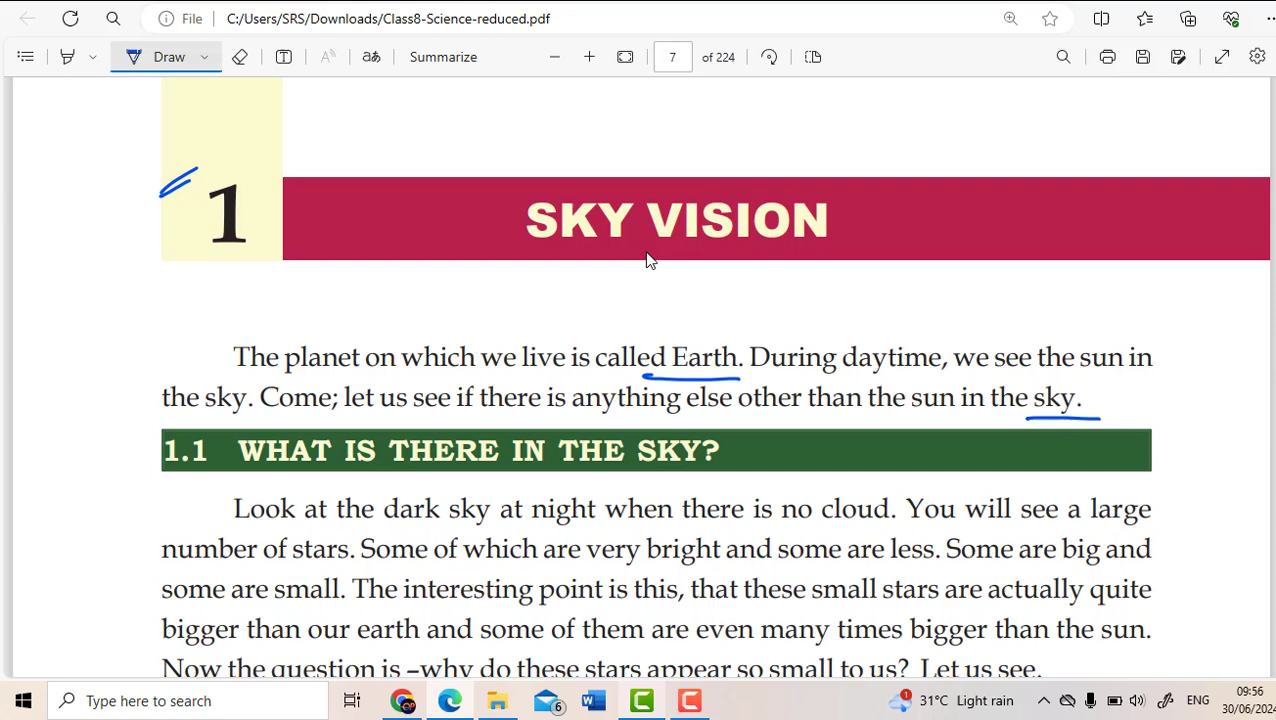 File
C:/Users/SRS/Downloads/Class8-Science-reduced.pdf
Draw
T
aあ
Summarize
7
of 224
1
SKY VISION
The planet on which we live is called Earth. During daytime, we see the sun in
the sky. Come; let us see if there is anything else other than the sun in the sky.
1.1 WHAT IS THERE IN THE SKY?
Look at the dark sky at night when there is no cloud. You will see a large
number of stars. Some of which are very bright and some are less. Some are big and
some are small. The interesting point is this, that these small stars are actually quite
bigger than our earth and some of them are even many times bigger than the sun.
Now the question is –why do these stars appear so small to us? Let us see.
Type here to search
6
1
31°C Light rain
ENG
09:56
30/06/2024